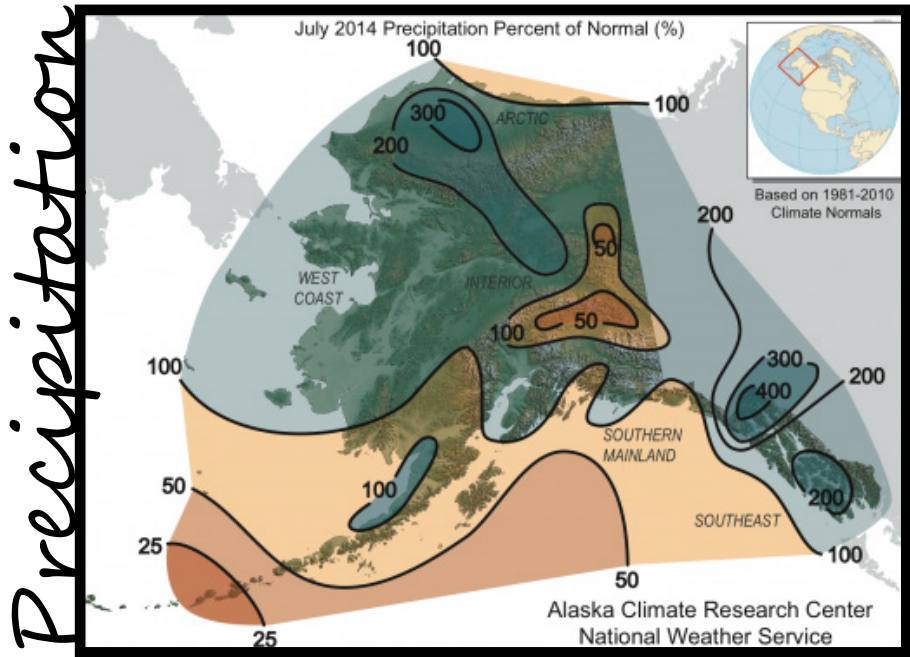 Precipitation
July 2014 Precipitation Percent of Normal (%)
100
100
300
ARCTIC
200
Based on 1981-2010
Climate Normals
200
50
WEST
COAST
INTERIOR
50
100
100
300
200
400
SOUTHERN
MAINLAND
50
100
200
SOUTHEAST
25
100
50
Alaska Climate Research Center
National Weather Service
25